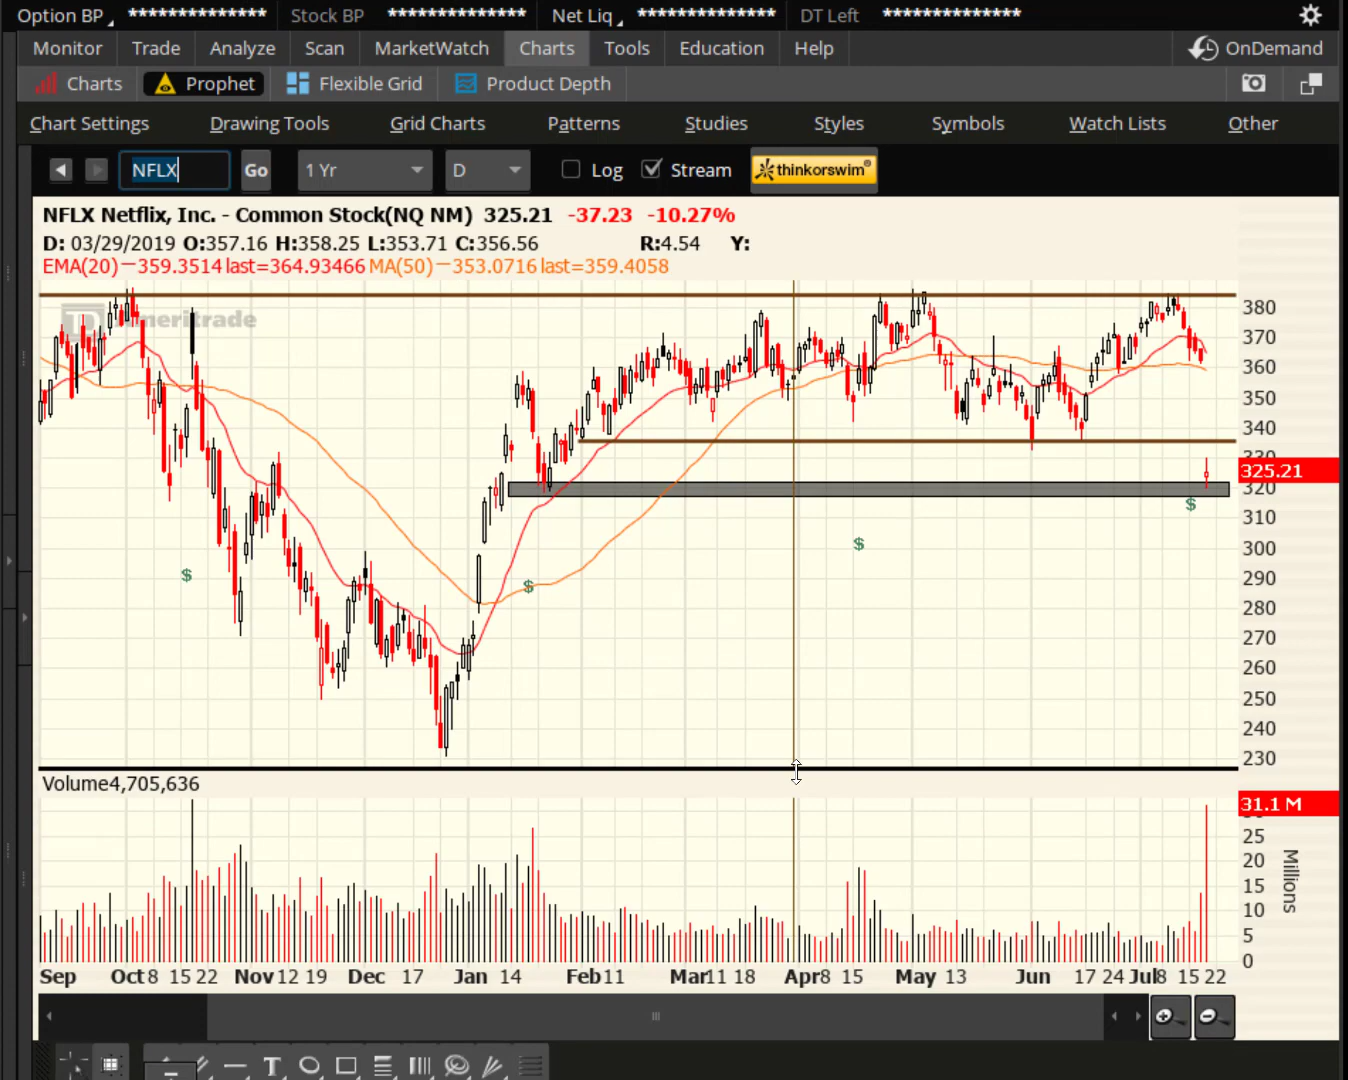 Option BP ************** Stock BP ************** Net Liq ************** DT Left **************
Monitor Trade Analyze Scan MarketWatch Charts Tools Education Help OnDemand
Charts Prophet Flexible Grid Product Depth
Chart Settings Drawing Tools Grid Charts Patterns Studies Styles Symbols Watch Lists Other
NFLX Go 1 Yr D Log Stream thinkorswim®
NFLX Netflix, Inc. - Common Stock(NQ NM) 325.21 -37.23 -10.27%
D: 03/29/2019 O:357.16 H:358.25 L:353.71 C:356.56 R:4.54 Y:
EMA(20)—359.3514 last=364.93466 MA(50)—353.0716 last=359.4058
380
370
360
350
340
330
325.21
320
310
300
290
280
270
260
250
240
230
$ $ $ $
Volume4,705,636
31.1 M
25
20
15
10
5
0
Millions
Sep Oct 8 15 22 Nov 12 19 Dec 17 Jan 14 Feb 11 Mar 11 18 Apr 8 15 May 13 Jun 17 24 Jul 8 15 22
T